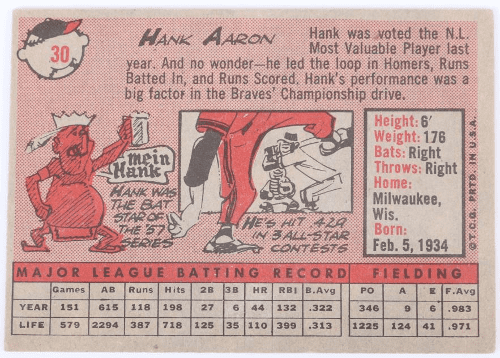 30
HANK AARON
Hank was voted the N.L.
Most Valuable Player last
year. And no wonder—he led the loop in Homers, Runs
Batted In, and Runs Scored. Hank's performance was a
big factor in the Braves' Championship drive.
mein
Hank
HANK WAS
THE BAT
STAR OF
THE '57
SERIES
HE'S HIT .429
IN 3 ALL-STAR
CONTESTS
Height: 6'
Weight: 176
Bats: Right
Throws: Right
Home:
Milwaukee,
Wis.
Born:
Feb. 5, 1934
© T.C.G. PRTD. IN U.S.A.
MAJOR LEAGUE BATTING RECORD FIELDING
Games AB Runs Hits 2B 3B HR RBI Avg. PO A E F.Avg
YEAR 151 615 118 198 27 6 44 132 .322 346 9 6 .983
LIFE 579 2294 387 718 125 35 110 399 .313 1225 124 41 .971